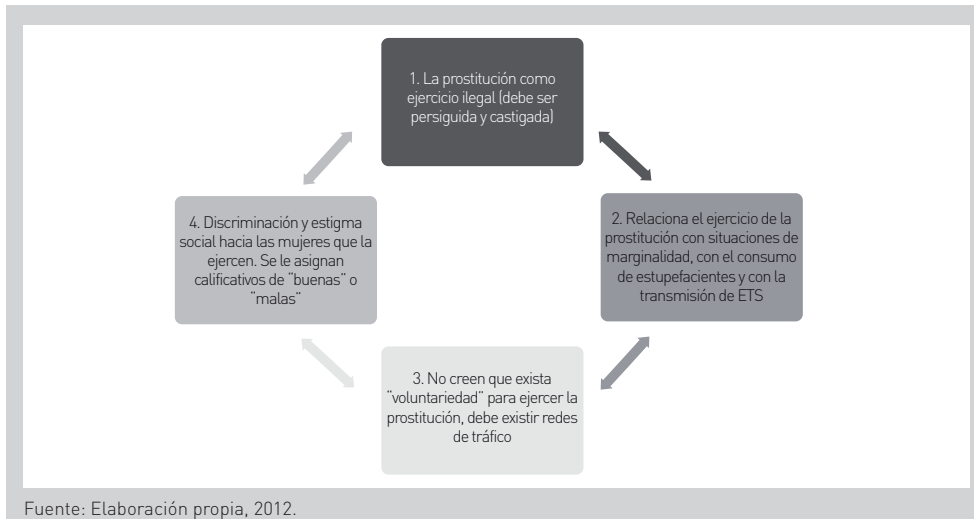 1. La prostitución como
ejercicio ilegal (debe ser
perseguida y castigada)
4. Discriminación y estigma
social hacia las mujeres que la
ejercen. Se le asignan
calificativos de “buenas” o
“malas”
2. Relaciona el ejercicio de la
prostitución con situaciones de
marginalidad, con el consumo
de estupefacientes y con la
transmisión de ETS
3. No creen que exista
“voluntariedad” para ejercer la
prostitución, debe existir redes
de tráfico
Fuente: Elaboración propia, 2012.